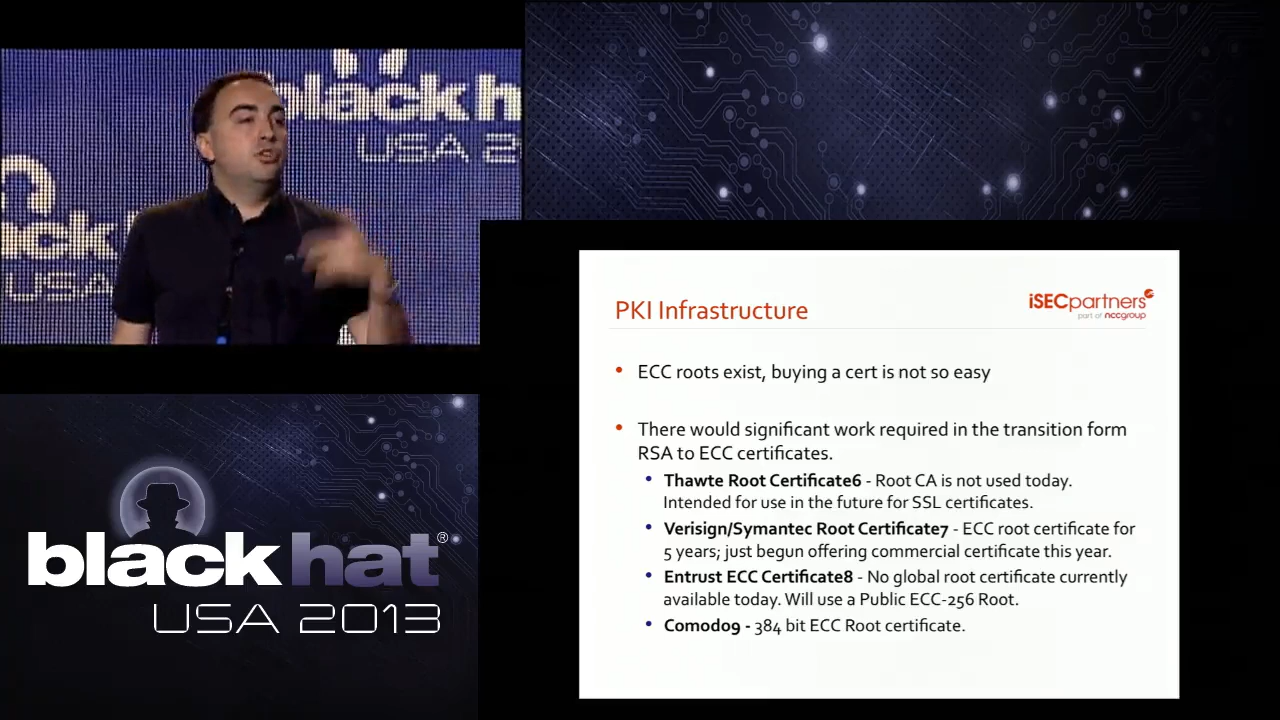 black h
USA 2
ck
USA
PKI Infrastructure
iSECpartners
part of nccgroup
• ECC roots exist, buying a cert is not so easy
• There would significant work required in the transition form
RSA to ECC certificates.
• Thawte Root Certificate6 - Root CA is not used today.
Intended for use in the future for SSL certificates.
• Verisign/Symantec Root Certificate7 - ECC root certificate for
5 years; just begun offering commercial certificate this year.
• Entrust ECC Certificate8 - No global root certificate currently
available today. Will use a Public ECC-256 Root.
• Comodo9 - 384 bit ECC Root certificate.
black hat®
USA 2013